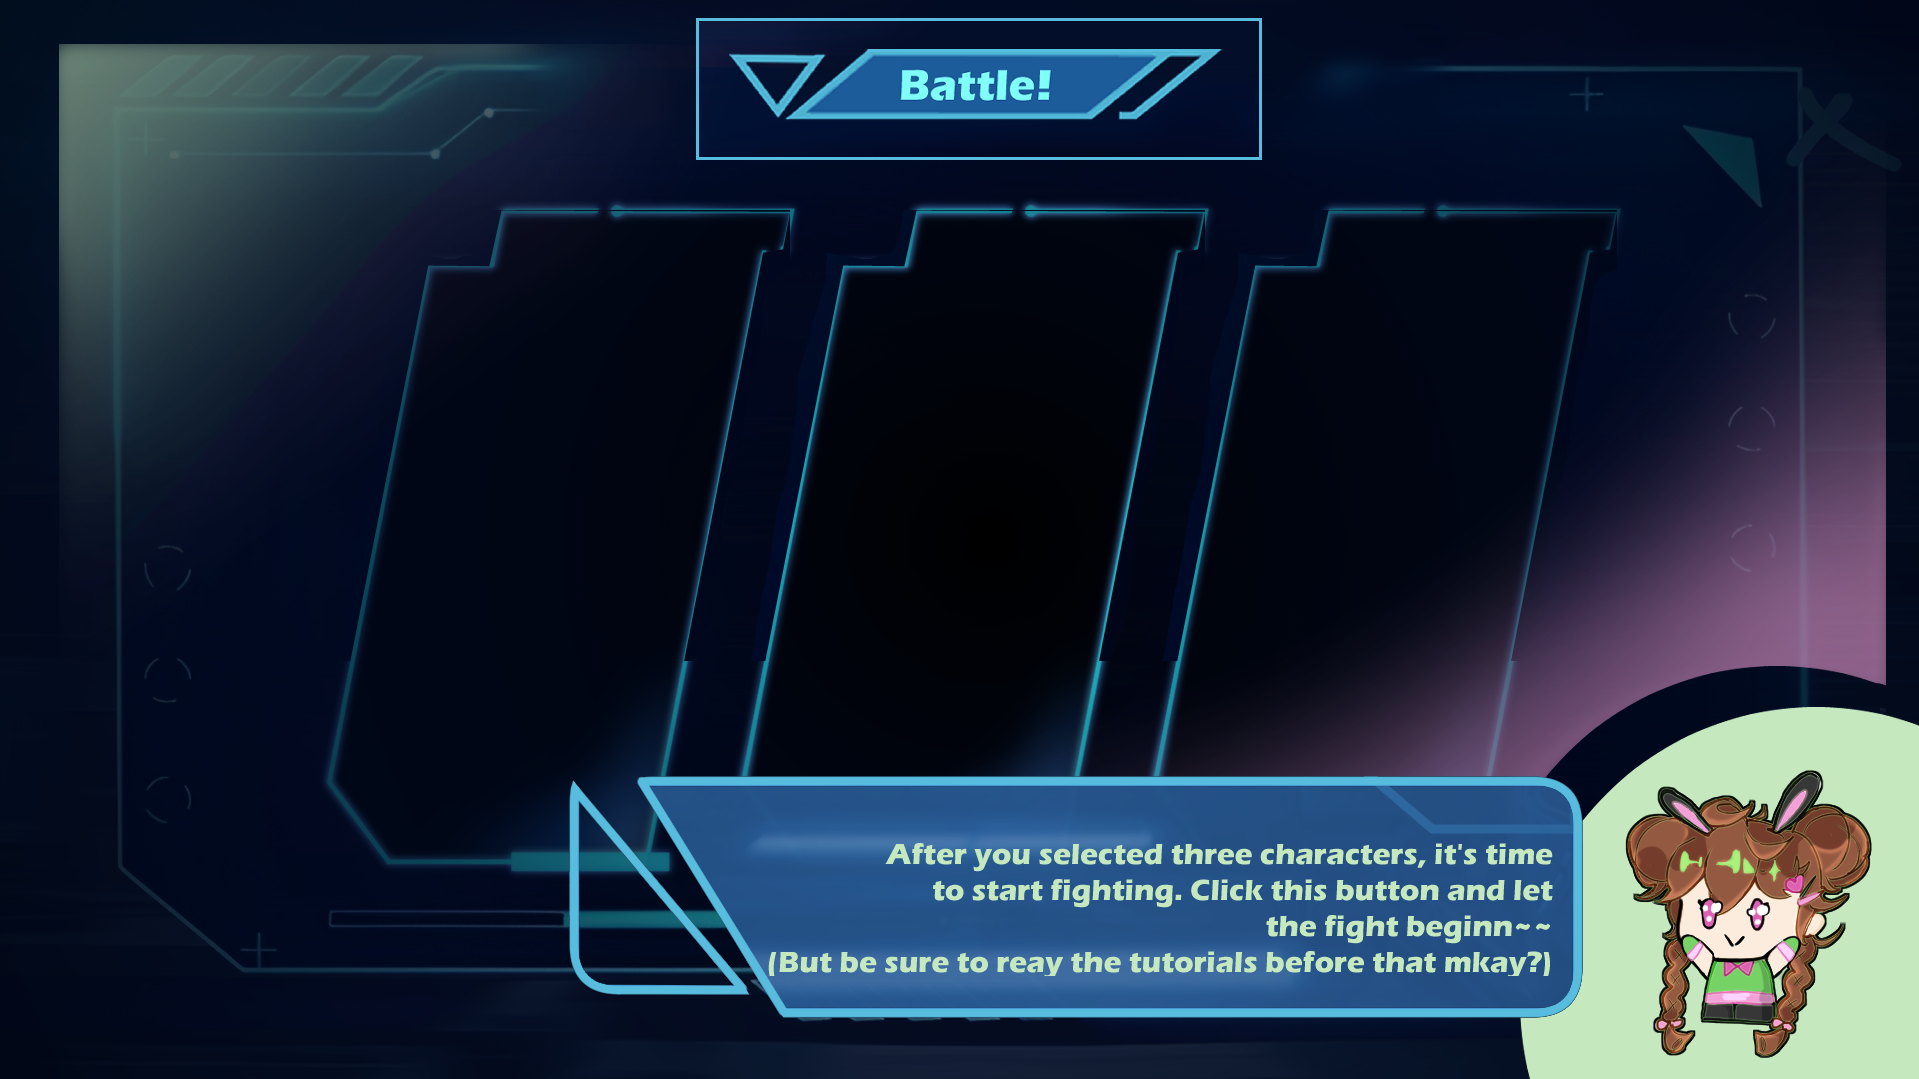 Battle!
After you selected three characters, it's time
to start fighting. Click this button and let
the fight beginn~~
(But be sure to reay the tutorials before that mkay?)